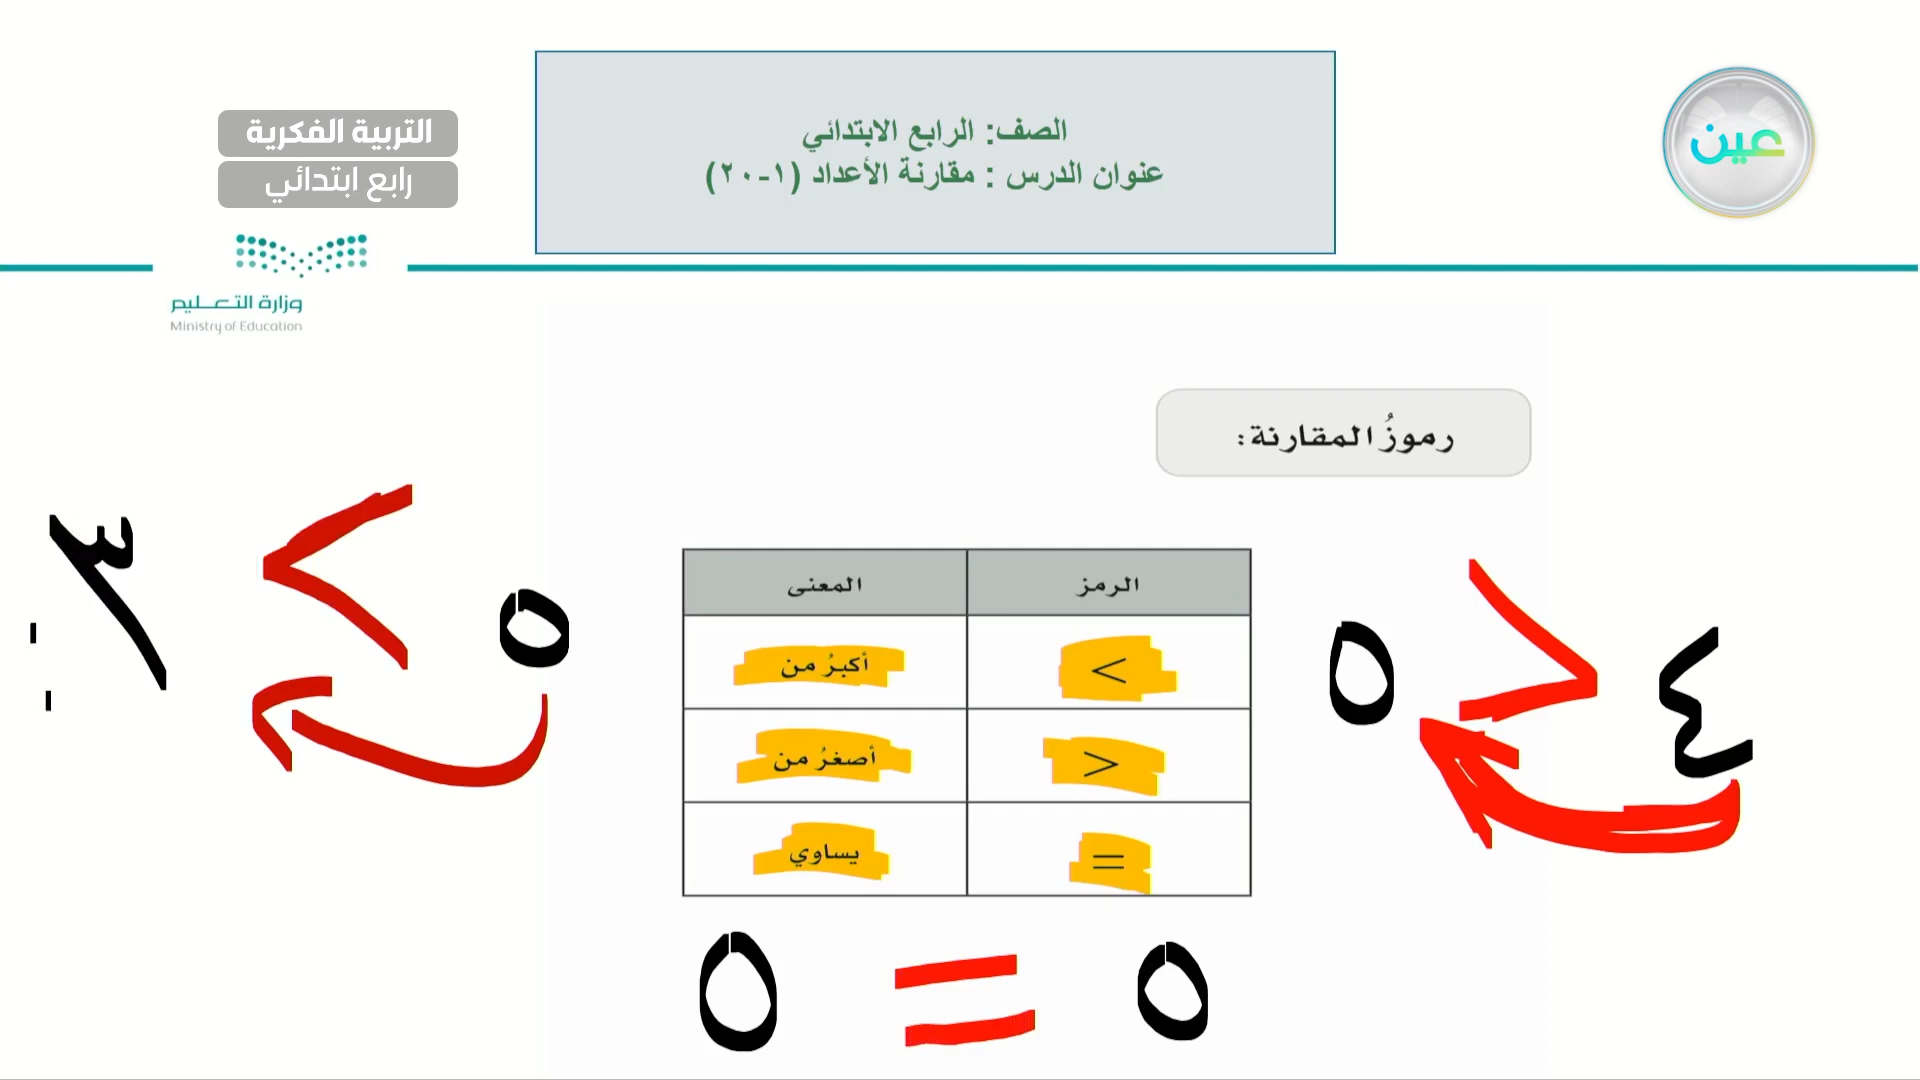 الصف: الرابع الابتدائي
عنوان الدرس : مقارنة الأعداد (١-٢٠)
عين
التربية الفكرية
رابع ابتدائي
وزارة التعليم
Ministry of Education
رموزُ المقارنة:
الرمز المعنى
< أكبرُ من
> أصغرُ من
= يساوي
٤ > ٥
٥ < ٣
٥ = ٥